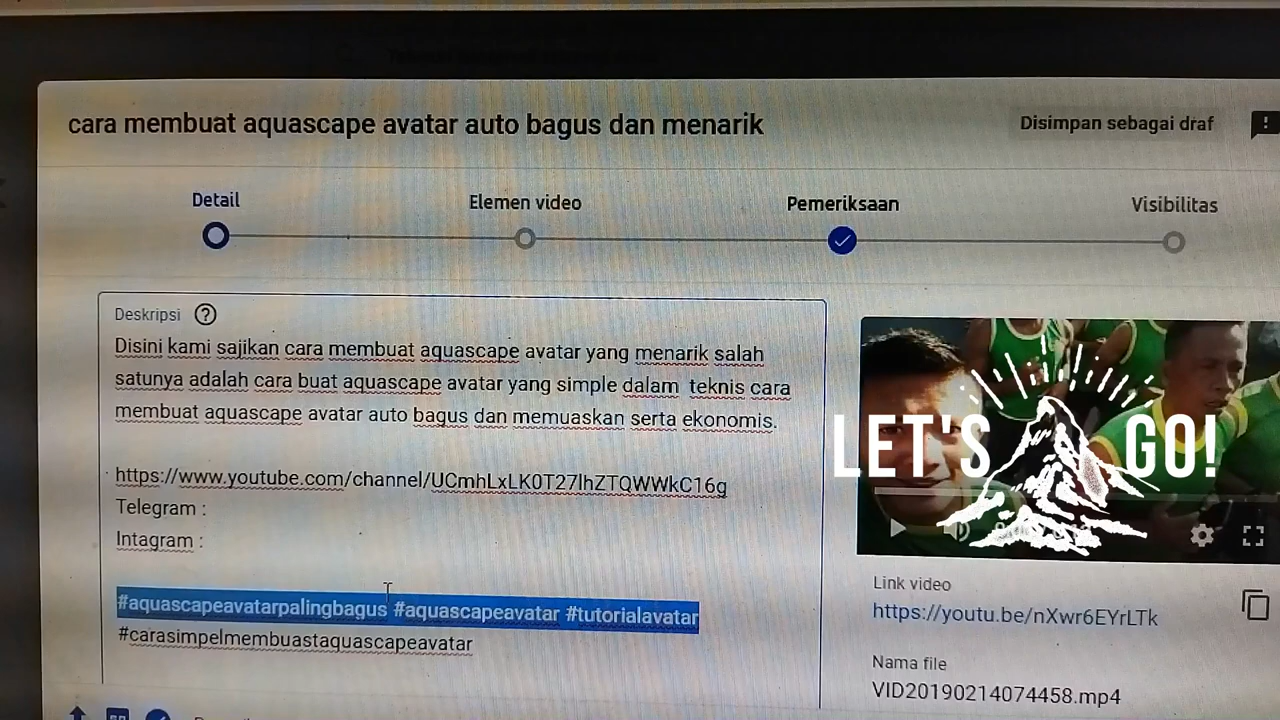 cara membuat aquascape avatar auto bagus dan menarik
Disimpan sebagai draf
Detail
Elemen video
Pemeriksaan
Visibilitas
Deskripsi
Disini kami sajikan cara membuat aquascape avatar yang menarik salah
satunya adalah cara buat aquascape avatar yang simple dalam teknis cara
membuat aquascape avatar auto bagus dan memuaskan serta ekonomis.
https://www.youtube.com/channel/UCmhLxLK0T27lhZTQWWkC16g
Telegram :
Intagram :
#aquascapeavatarpalingbagus #aquascapeavatar #tutorialavatar
#carasimpelmembuastaquascapeavatar
LET'S GO!
Link video
https://youtu.be/nXwr6EYrLTk
Nama file
VID20190214074458.mp4